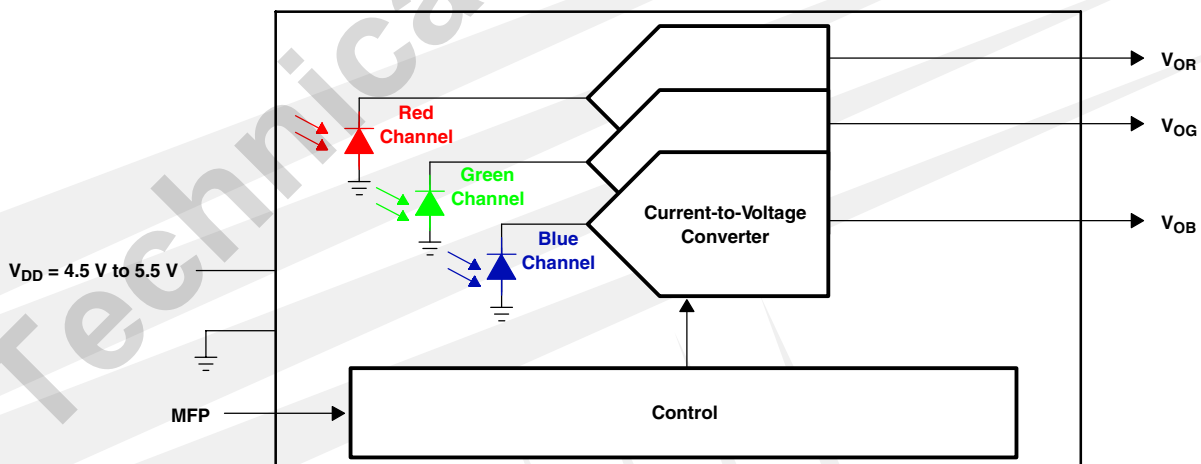 V_OR
Red
Channel
V_OG
Green
Channel
Current-to-Voltage
Converter
V_OB
Blue
Channel
V_DD = 4.5 V to 5.5 V
MFP
Control
Technica